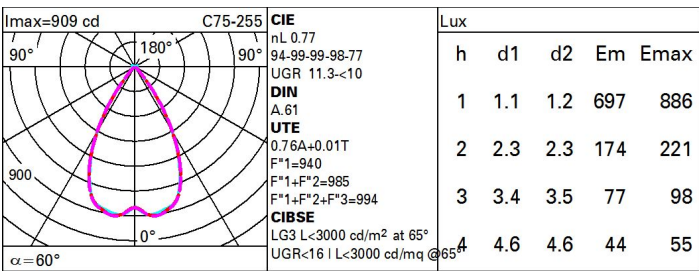 Imax=909 cd C75-255
90° 180° 90°
900
0°
α=60°
CIE
nL 0.77
94-99-99-98-77
UGR 11.3-<10
DIN
A.61
UTE
0.76A+0.01T
F"1=940
F"1+F"2=985
F"1+F"2+F"3=994
CIBSE
LG3 L<3000 cd/m² at 65°
UGR<16 | L<3000 cd/mq @65°
Lux
h d1 d2 Em Emax
1 1.1 1.2 697 886
2 2.3 2.3 174 221
3 3.4 3.5 77 98
4 4.6 4.6 44 55